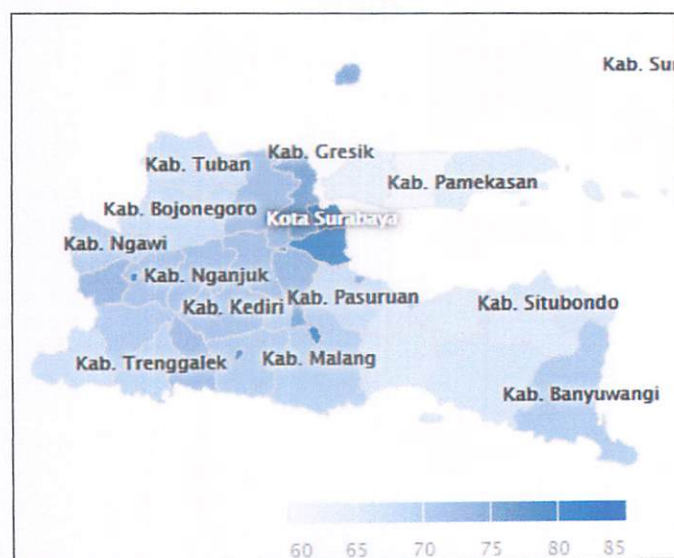 Kab. Sur
Kab. Gresik
Kab. Tuban
Kab. Pamekasan
Kab. Bojonegoro
Kota Surabaya
Kab. Ngawi
Kab. Nganjuk
Kab. Pasuruan
Kab. Kediri
Kab. Situbondo
Kab. Trenggalek
Kab. Malang
Kab. Banyuwangi
60 65 70 75 80 85